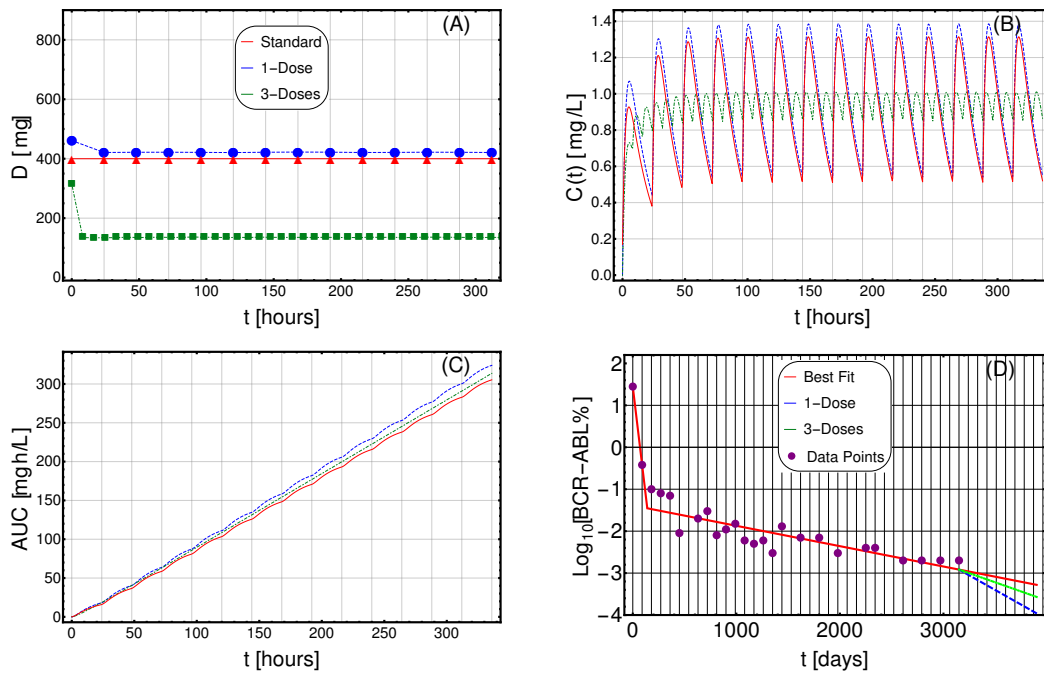 (A)
Standard
1-Dose
3-Doses
800
600
400
200
0
D [mg]
0 50 100 150 200 250 300
t [hours]
(B)
1.4
1.2
1.0
0.8
0.6
0.4
0.2
0.0
C(t) [mg/L]
0 50 100 150 200 250 300
t [hours]
(C)
300
250
200
150
100
50
0
AUC [mgh/L]
0 50 100 150 200 250 300
t [hours]
(D)
Best Fit
1-Dose
3-Doses
Data Points
2
1
0
-1
-2
-3
-4
Log10[BCR-ABL%]
0 1000 2000 3000
t [days]